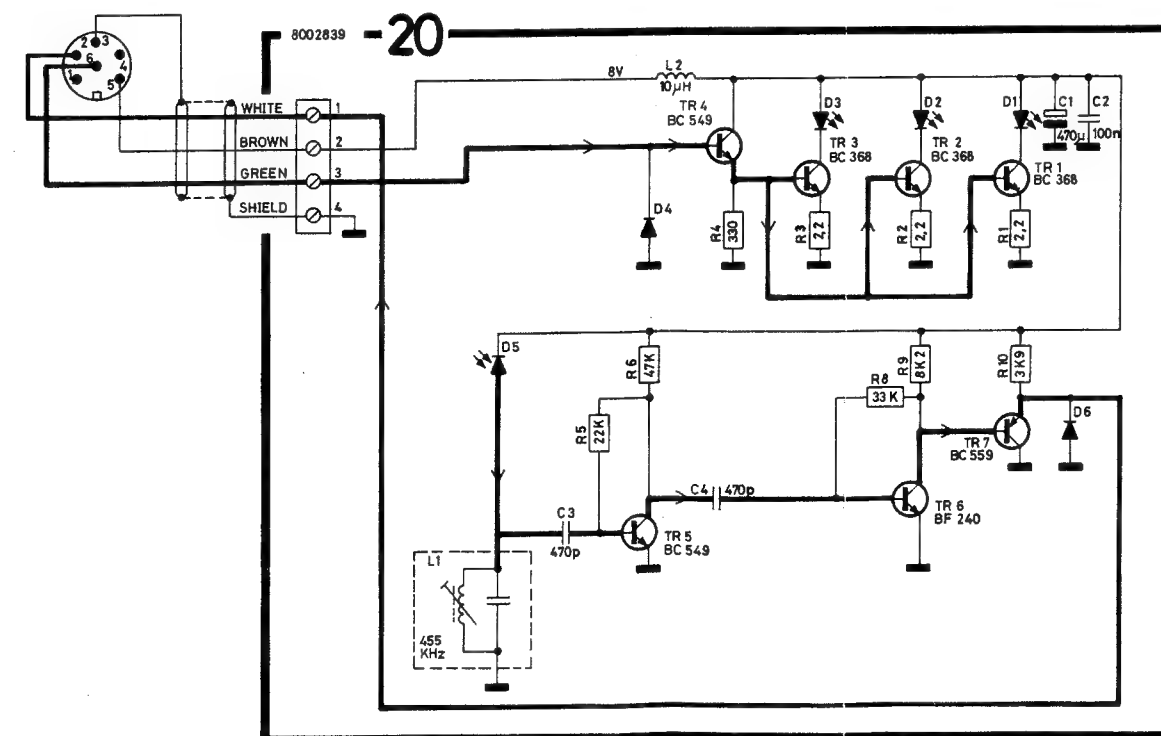 8002839
20
2
3
6
4
1
5
WHITE
1
BROWN
2
GREEN
3
SHIELD
4
8V
L2
10µH
TR4
BC 549
D3
D2
D1
C1
470µ
C2
100n
TR 3
BC 368
TR 2
BC 368
TR 1
BC 368
D4
R4
330
R3
2,2
R2
2,2
R1
2,2
D5
R6
47K
R9
8K2
R10
3K9
R8
33 K
R5
22K
D6
TR7
BC 559
C3
470p
C4
470p
TR 5
BC 549
TR 6
BF 240
L1
455
KHz